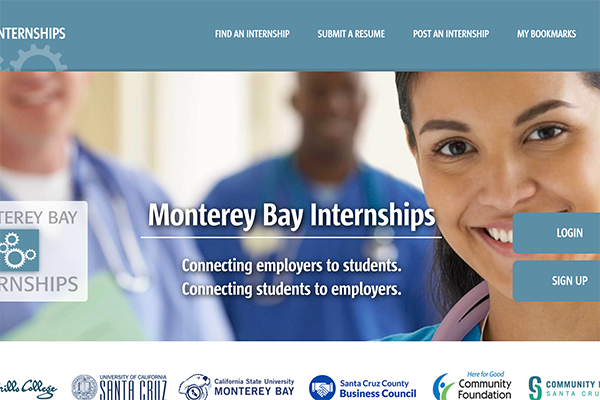 NTERNSHIPS
FIND AN INTERNSHIP
SUBMIT A RESUME
POST AN INTERNSHIP
MY BOOKMARKS
TEREY BAY
RNSHIPS
Monterey Bay Internships
Connecting employers to students.
Connecting students to employers.
LOGIN
SIGN UP
rillo College
UNIVERSITY OF CALIFORNIA
SANTA CRUZ
California State University
MONTEREY BAY
Santa Cruz County
Business Council
Here for Good
Community
Foundation
COMMUNITY
SANTA CRU